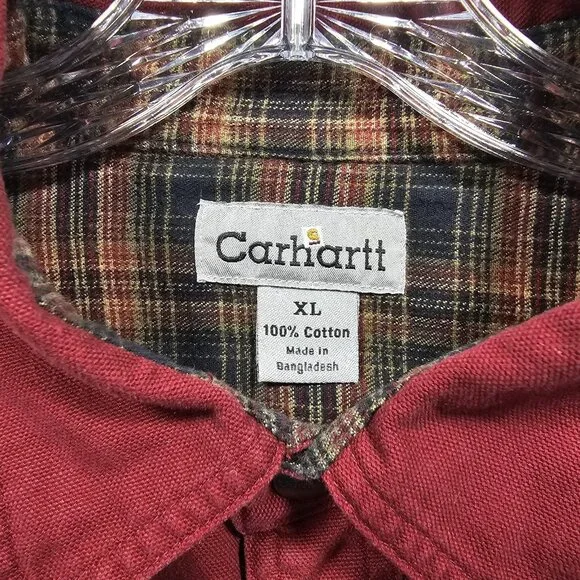 Carhartt
XL
100% Cotton
Made in
Bangladesh